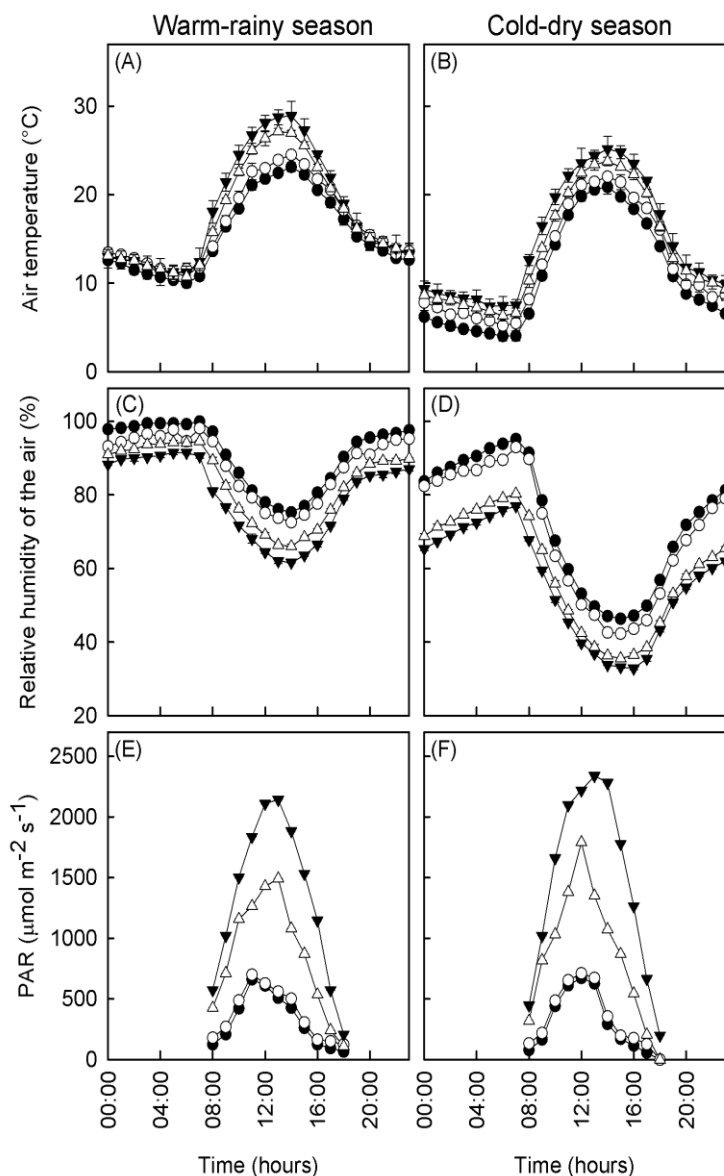 Warm-rainy season
Cold-dry season
(A)
(B)
Air temperature (°C)
30
20
10
0
(C)
(D)
Relative humidity of the air (%)
100
80
60
40
20
(E)
(F)
PAR (μmol m⁻² s⁻¹)
2500
2000
1500
1000
500
0
00:00
04:00
08:00
12:00
16:00
20:00
00:00
04:00
08:00
12:00
16:00
20:00
Time (hours)
Time (hours)